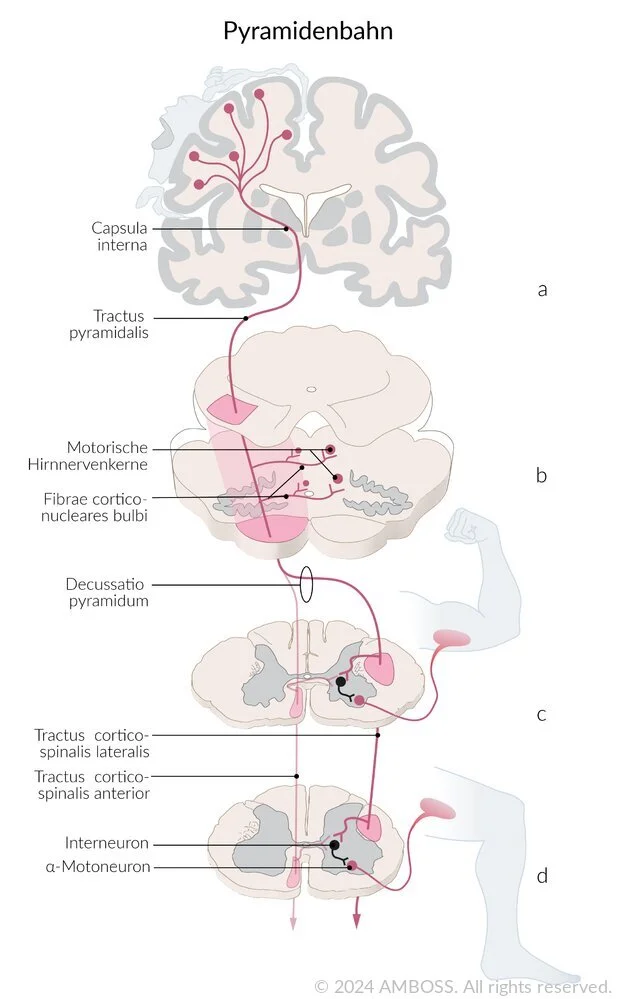 Pyramidenbahn
Capsula
interna
a
Tractus
pyramidalis
Motorische
Hirnnervenkerne
b
Fibrae cortico-
nucleares bulbi
Decussatio
pyramidum
c
Tractus cortico-
spinalis lateralis
Tractus cortico-
spinalis anterior
Interneuron
α-Motoneuron
d
© 2024 AMBOSS. All rights reserved.